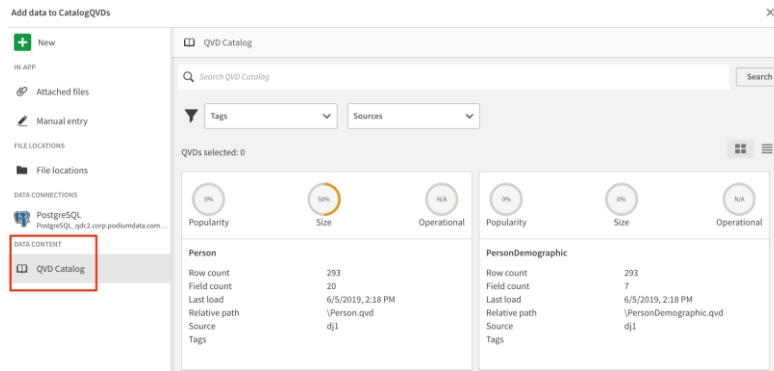 Add data to CatalogQVDs
New
IN-APP
Attached files
Manual entry
FILE LOCATIONS
File locations
DATA CONNECTIONS
PostgreSQL
PostgreSQL_qdc2.corp.podiumdata.com...
DATA CONTENT
QVD Catalog
QVD Catalog
Search QVD Catalog
Search
Tags
Sources
QVDs selected: 0
0%
50%
N/A
Popularity
Size
Operational
Person
Row count 293
Field count 20
Last load 6/5/2019, 2:18 PM
Relative path \Person.qvd
Source dj1
Tags
0%
0%
N/A
Popularity
Size
Operational
PersonDemographic
Row count 293
Field count 7
Last load 6/5/2019, 2:18 PM
Relative path \PersonDemographic.qvd
Source dj1
Tags